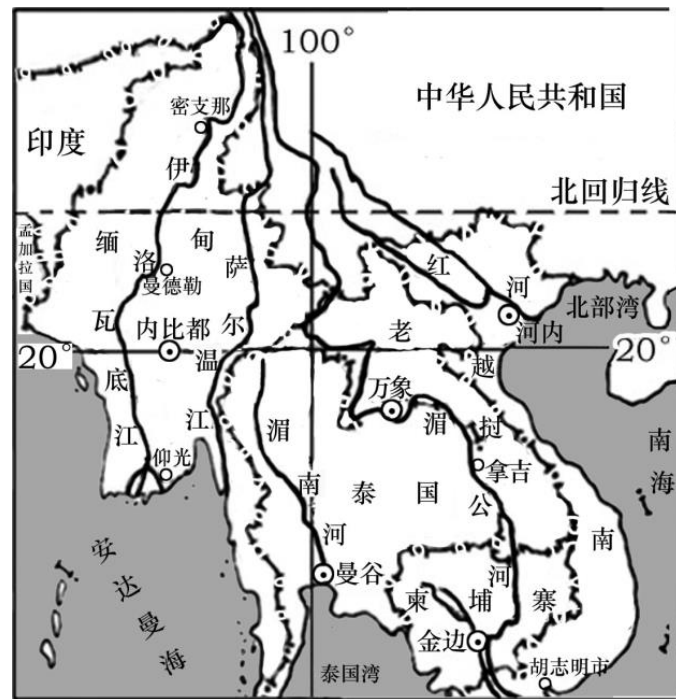 100°
中华人民共和国
密支那
印度
伊
北回归线
孟加拉国
缅甸
洛
萨
红河
曼德勒
北部湾
瓦
内比都
尔
老
河内
20°
温
越
20°
底
万象
江
江
湄
湄
挝
仰光
南
泰国
公
拿吉
南海
安达曼海
河
曼谷
河
南
柬埔寨
金边
泰国湾
胡志明市